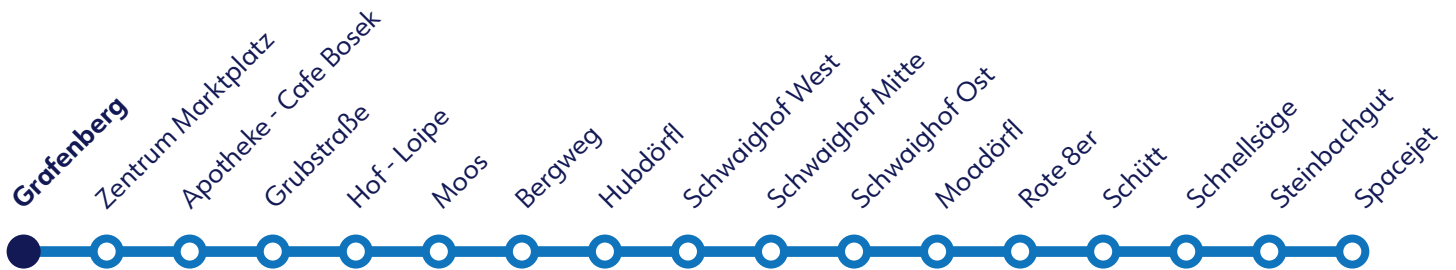 Grafenberg
Zentrum Marktplatz
Apotheke - Cafe Bosek
Grubstraße
Hof - Loipe
Moos
Bergweg
Hubdörfl
Schwaighof West
Schwaighof Mitte
Schwaighof Ost
Moadörfl
Rote 8er
Schütt
Schnellsäge
Steinbachgut
Spacejet